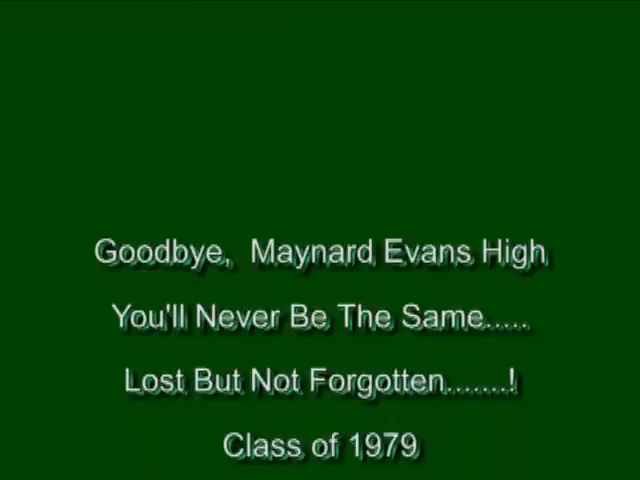 Goodbye,  Maynard Evans High
You'll Never Be The Same.....
Lost But Not Forgotten.......!
Class of 1979